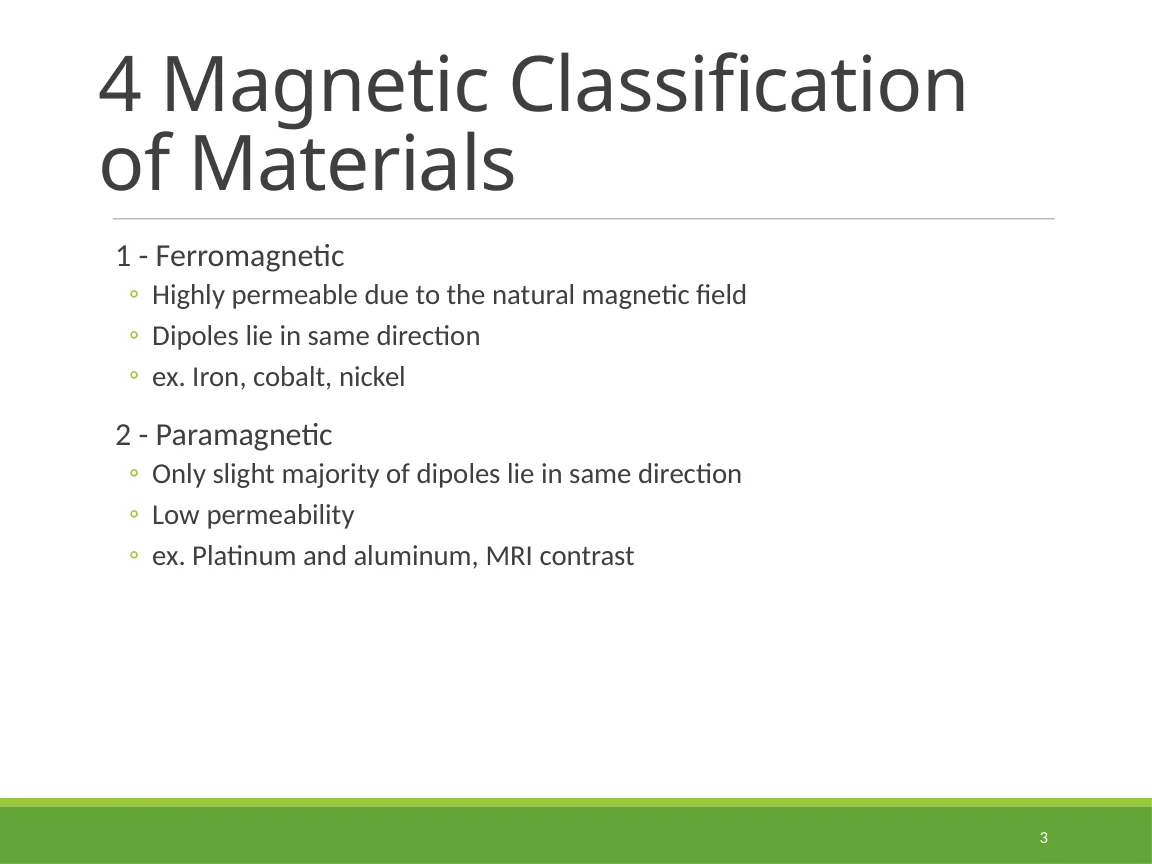 4 Magnetic Classification
of Materials
1 - Ferromagnetic
◦ Highly permeable due to the natural magnetic field
◦ Dipoles lie in same direction
◦ ex. Iron, cobalt, nickel
2 - Paramagnetic
◦ Only slight majority of dipoles lie in same direction
◦ Low permeability
◦ ex. Platinum and aluminum, MRI contrast
3